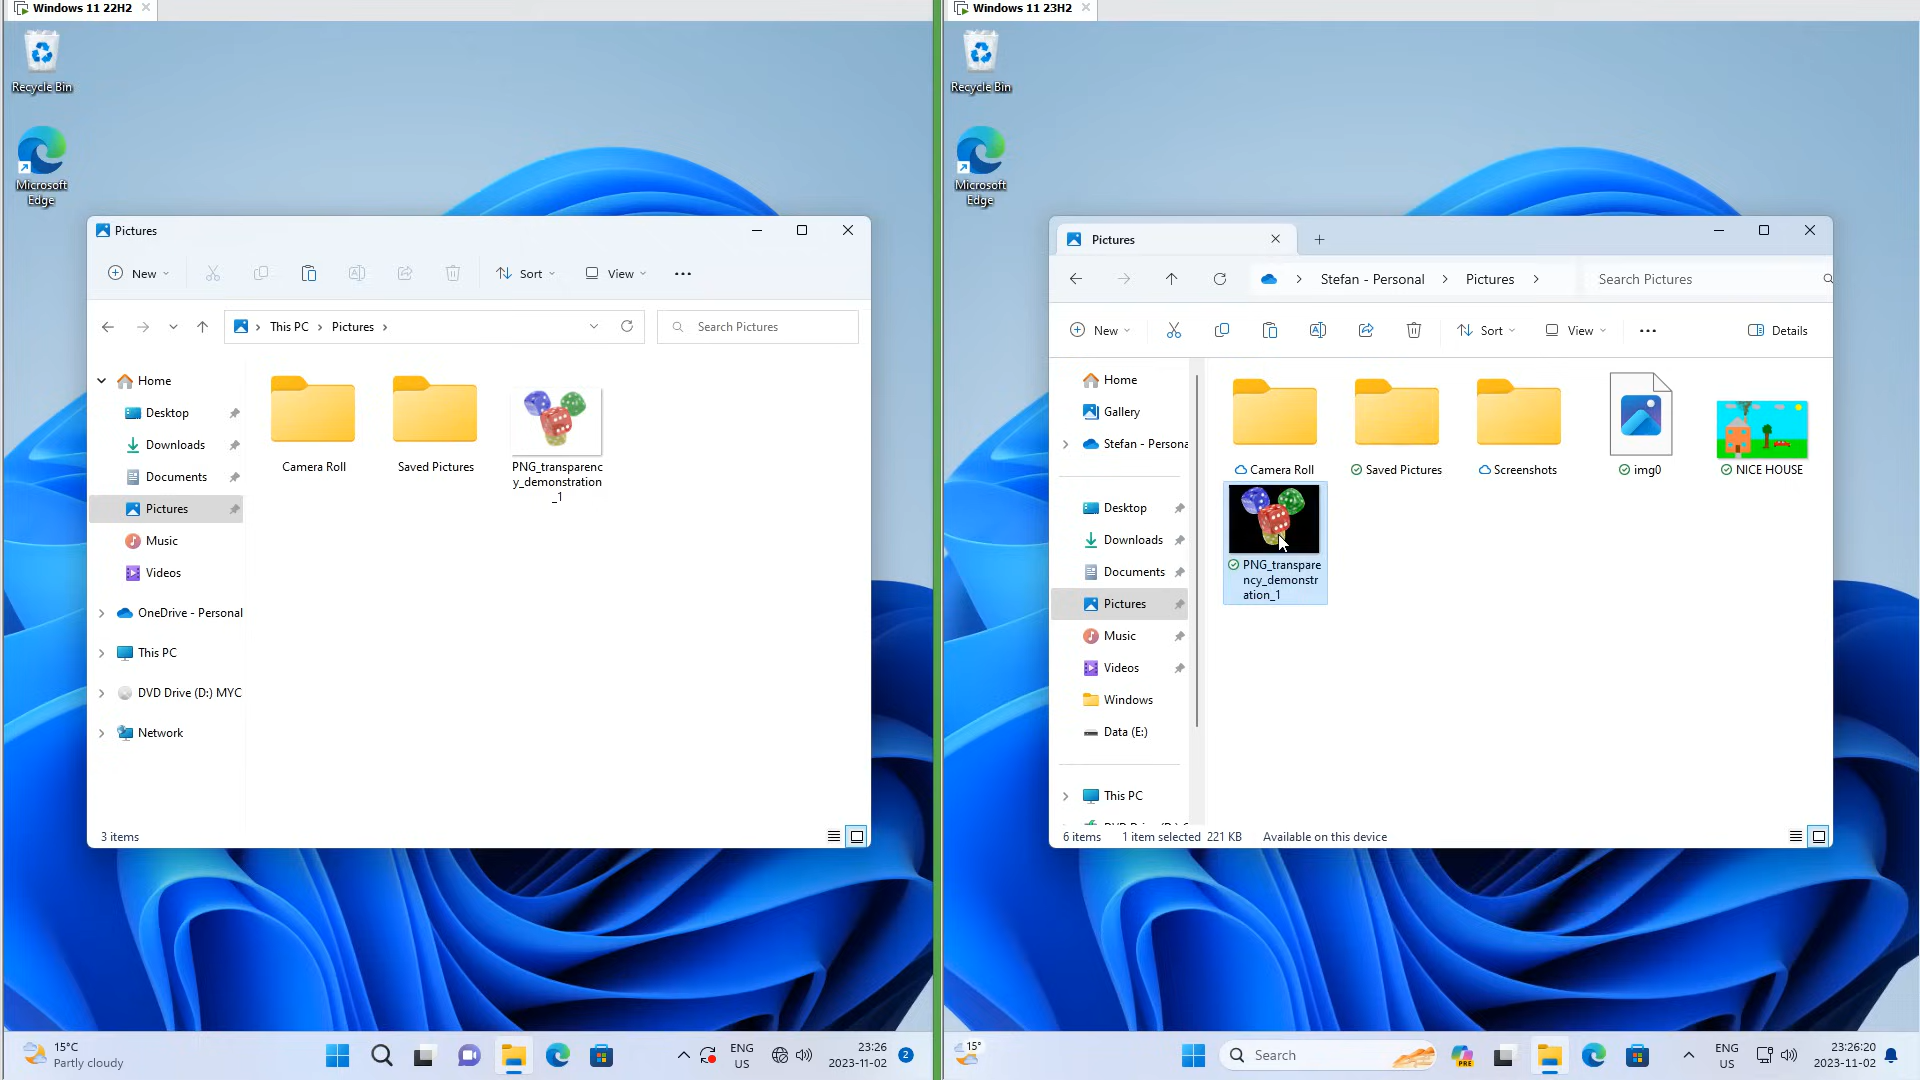 Windows 11 22H2
Recycle Bin
Microsoft
Edge
Pictures
New
Sort
View
This PC
Pictures
Search Pictures
Home
Desktop
Downloads
Documents
Pictures
Music
Videos
OneDrive - Personal
This PC
DVD Drive (D:) MYC
Network
Camera Roll
Saved Pictures
PNG_transparenc
y_demonstration
_1
3 items
15°C
Partly cloudy
ENG
US
23:26
2023-11-02
2
Windows 11 23H2
Recycle Bin
Microsoft
Edge
Pictures
Stefan - Personal
Pictures
Search Pictures
New
Sort
View
Details
Home
Gallery
Stefan - Persona
Desktop
Downloads
Documents
Pictures
Music
Videos
Windows
Data (E:)
This PC
Camera Roll
Saved Pictures
Screenshots
img0
NICE HOUSE
PNG_transpare
ncy_demonstr
ation_1
6 items
1 item selected 221 KB
Available on this device
15°
Search
PRE
ENG
US
23:26:20
2023-11-02